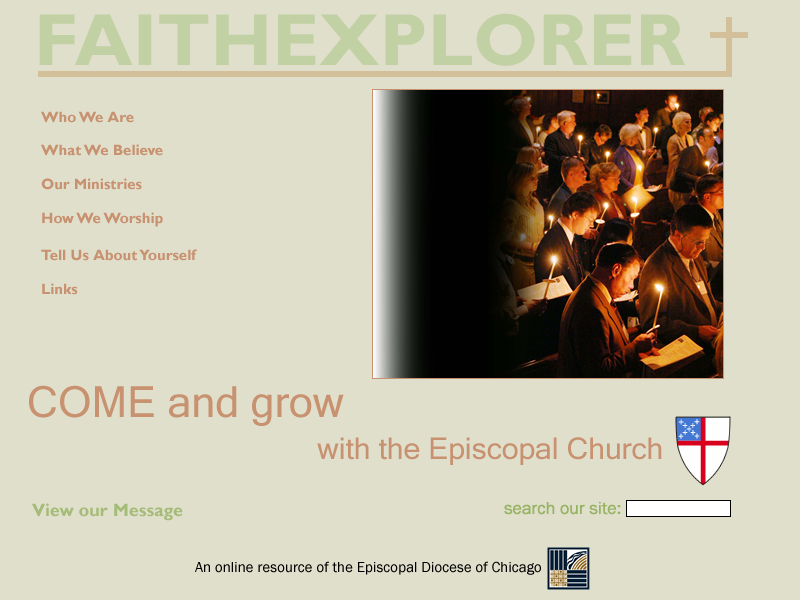 FAITHEXPLORER
Who We Are
What We Believe
Our Ministries
How We Worship
Tell Us About Yourself
Links
COME and grow
with the Episcopal Church
View our Message
search our site:
An online resource of the Episcopal Diocese of Chicago